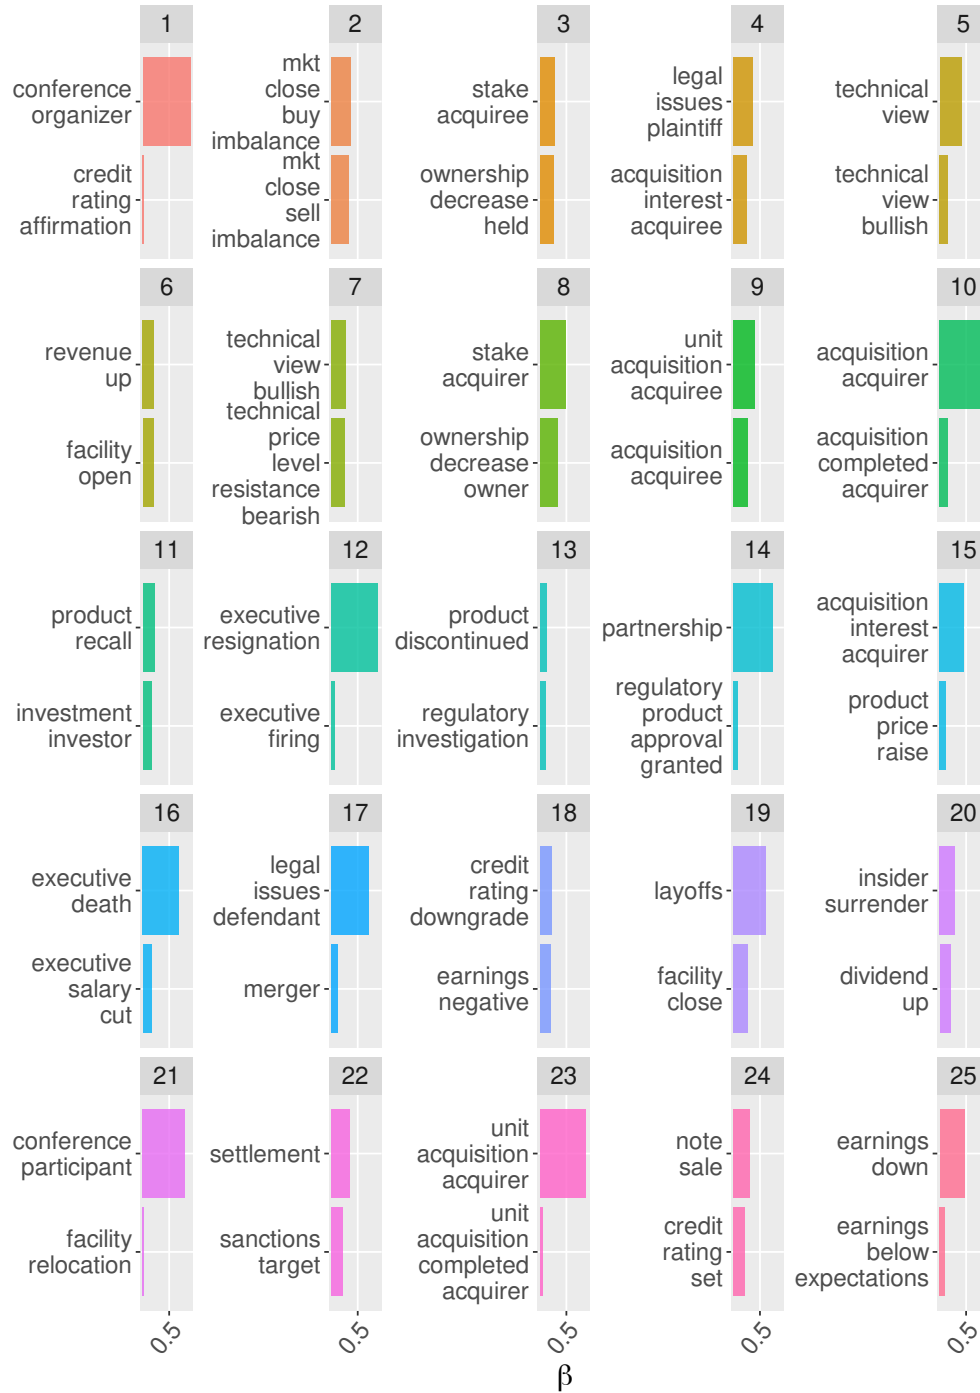 1
conference
organizer
credit
rating
affirmation
2
mkt
close
buy
imbalance
mkt
close
sell
imbalance
3
stake
acquiree
ownership
decrease
held
4
legal
issues
plaintiff
acquisition
interest
acquiree
5
technical
view
technical
view
bullish
6
revenue
up
facility
open
7
technical
view
bullish
technical
price
level
resistance
bearish
8
stake
acquirer
ownership
decrease
owner
9
unit
acquisition
acquiree
acquisition
acquiree
10
acquisition
acquirer
acquisition
completed
acquirer
11
product
recall
investment
investor
12
executive
resignation
executive
firing
13
product
discontinued
regulatory
investigation
14
partnership
regulatory
product
approval
granted
15
acquisition
interest
acquirer
product
price
raise
16
executive
death
executive
salary
cut
17
legal
issues
defendant
merger
18
credit
rating
downgrade
earnings
negative
19
layoffs
facility
close
20
insider
surrender
dividend
up
21
conference
participant
facility
relocation
22
settlement
sanctions
target
23
unit
acquisition
acquirer
unit
acquisition
completed
acquirer
24
note
sale
credit
rating
set
25
earnings
down
earnings
below
expectations
0.5
0.5
0.5
0.5
0.5
β